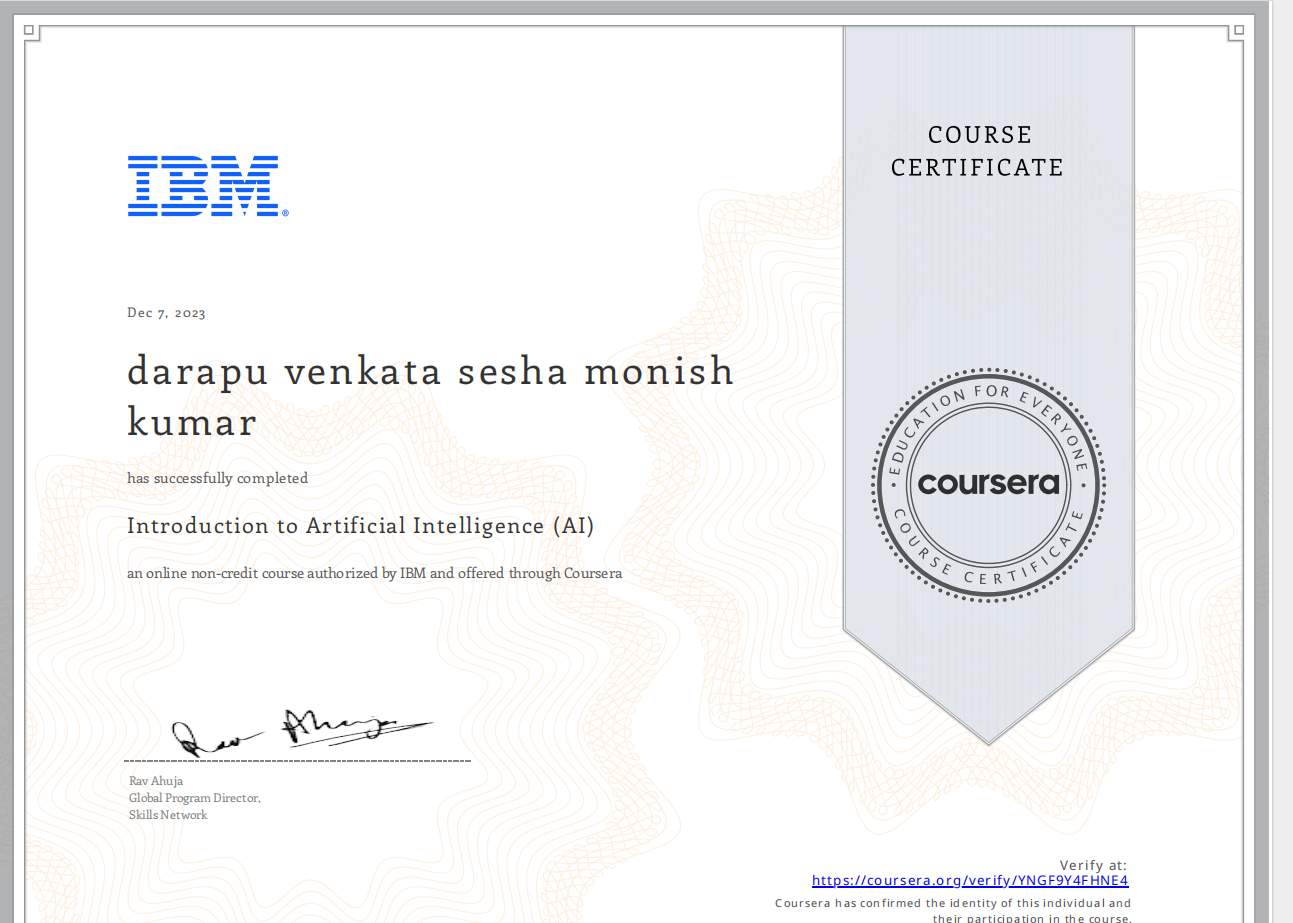 IBM®
COURSE
CERTIFICATE
Dec 7, 2023
darapu venkata sesha monish
kumar
has successfully completed
Introduction to Artificial Intelligence (AI)
an online non-credit course authorized by IBM and offered through Coursera
EDUCATION FOR EVERYONE
coursera
COURSE CERTIFICATE
Rav Ahuja
Rav Ahuja
Global Program Director,
Skills Network
Verify at:
https://coursera.org/verify/YNGF9Y4FHNE4
Coursera has confirmed the identity of this individual and
their participation in the course.